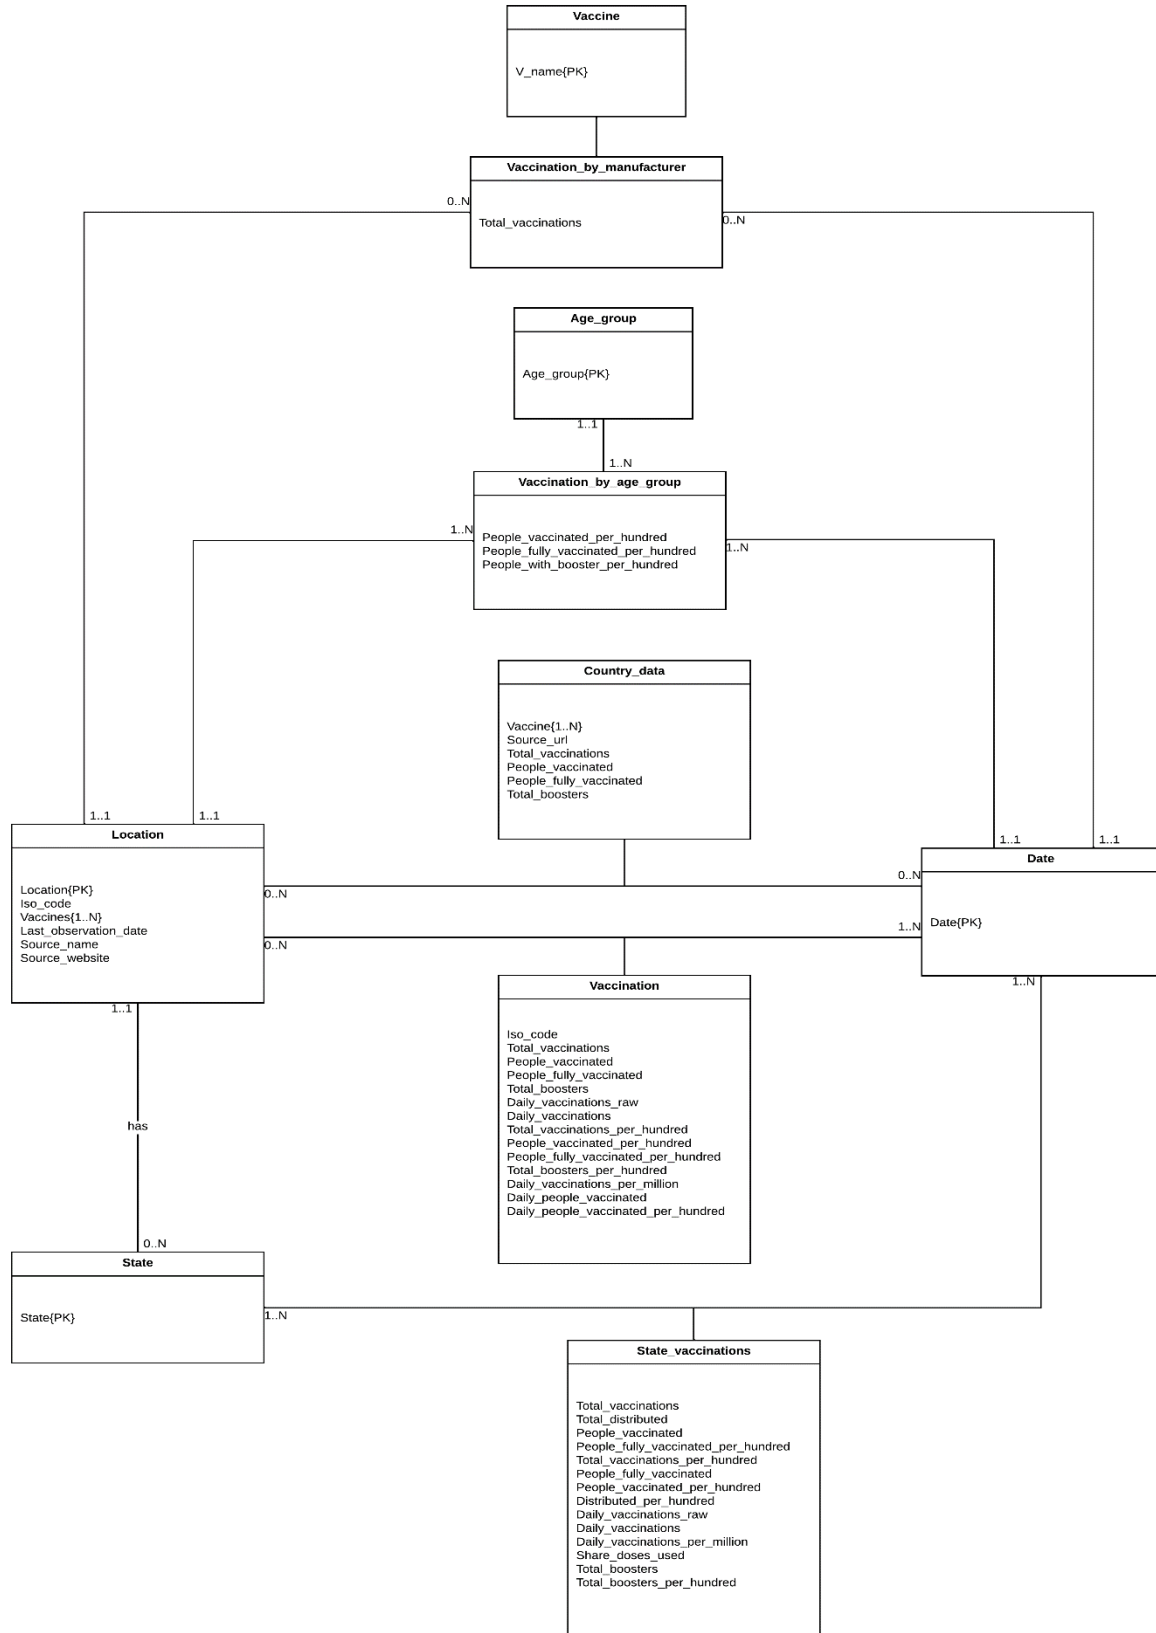 Vaccine
V_name{PK}
Vaccination_by_manufacturer
0..N
Total_vaccinations
0..N
Age_group
Age_group{PK}
1..1
1..N
Vaccination_by_age_group
1..N
People_vaccinated_per_hundred
People_fully_vaccinated_per_hundred
People_with_booster_per_hundred
1..N
Country_data
Vaccine{1..N}
Source_url
Total_vaccinations
People_vaccinated
People_fully_vaccinated
Total_boosters
1..1
1..1
Location
Location{PK}
Iso_code
Vaccines{1..N}
Last_observation_date
Source_name
Source_website
1..1
1..1
Date
Date{PK}
0..N
0..N
0..N
1..N
1..1
1..N
Vaccination
Iso_code
Total_vaccinations
People_vaccinated
People_fully_vaccinated
Total_boosters
Daily_vaccinations_raw
Daily_vaccinations
Total_vaccinations_per_hundred
People_vaccinated_per_hundred
People_fully_vaccinated_per_hundred
Total_boosters_per_hundred
Daily_vaccinations_per_million
Daily_people_vaccinated
Daily_people_vaccinated_per_hundred
has
0..N
State
State{PK}
1..N
State_vaccinations
Total_vaccinations
Total_distributed
People_vaccinated
People_fully_vaccinated_per_hundred
Total_vaccinations_per_hundred
People_fully_vaccinated
People_vaccinated_per_hundred
Distributed_per_hundred
Daily_vaccinations_raw
Daily_vaccinations
Daily_vaccinations_per_million
Share_doses_used
Total_boosters
Total_boosters_per_hundred